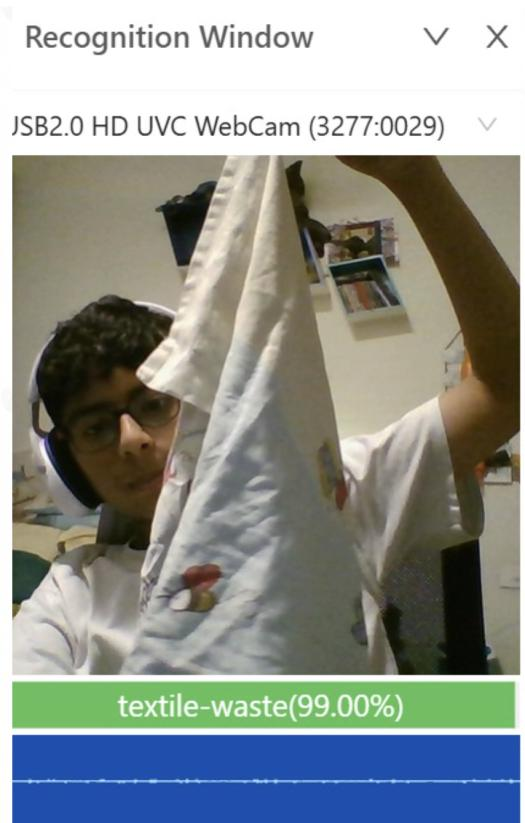 Recognition Window
JSB2.0 HD UVC WebCam (3277:0029)
textile-waste(99.00%)